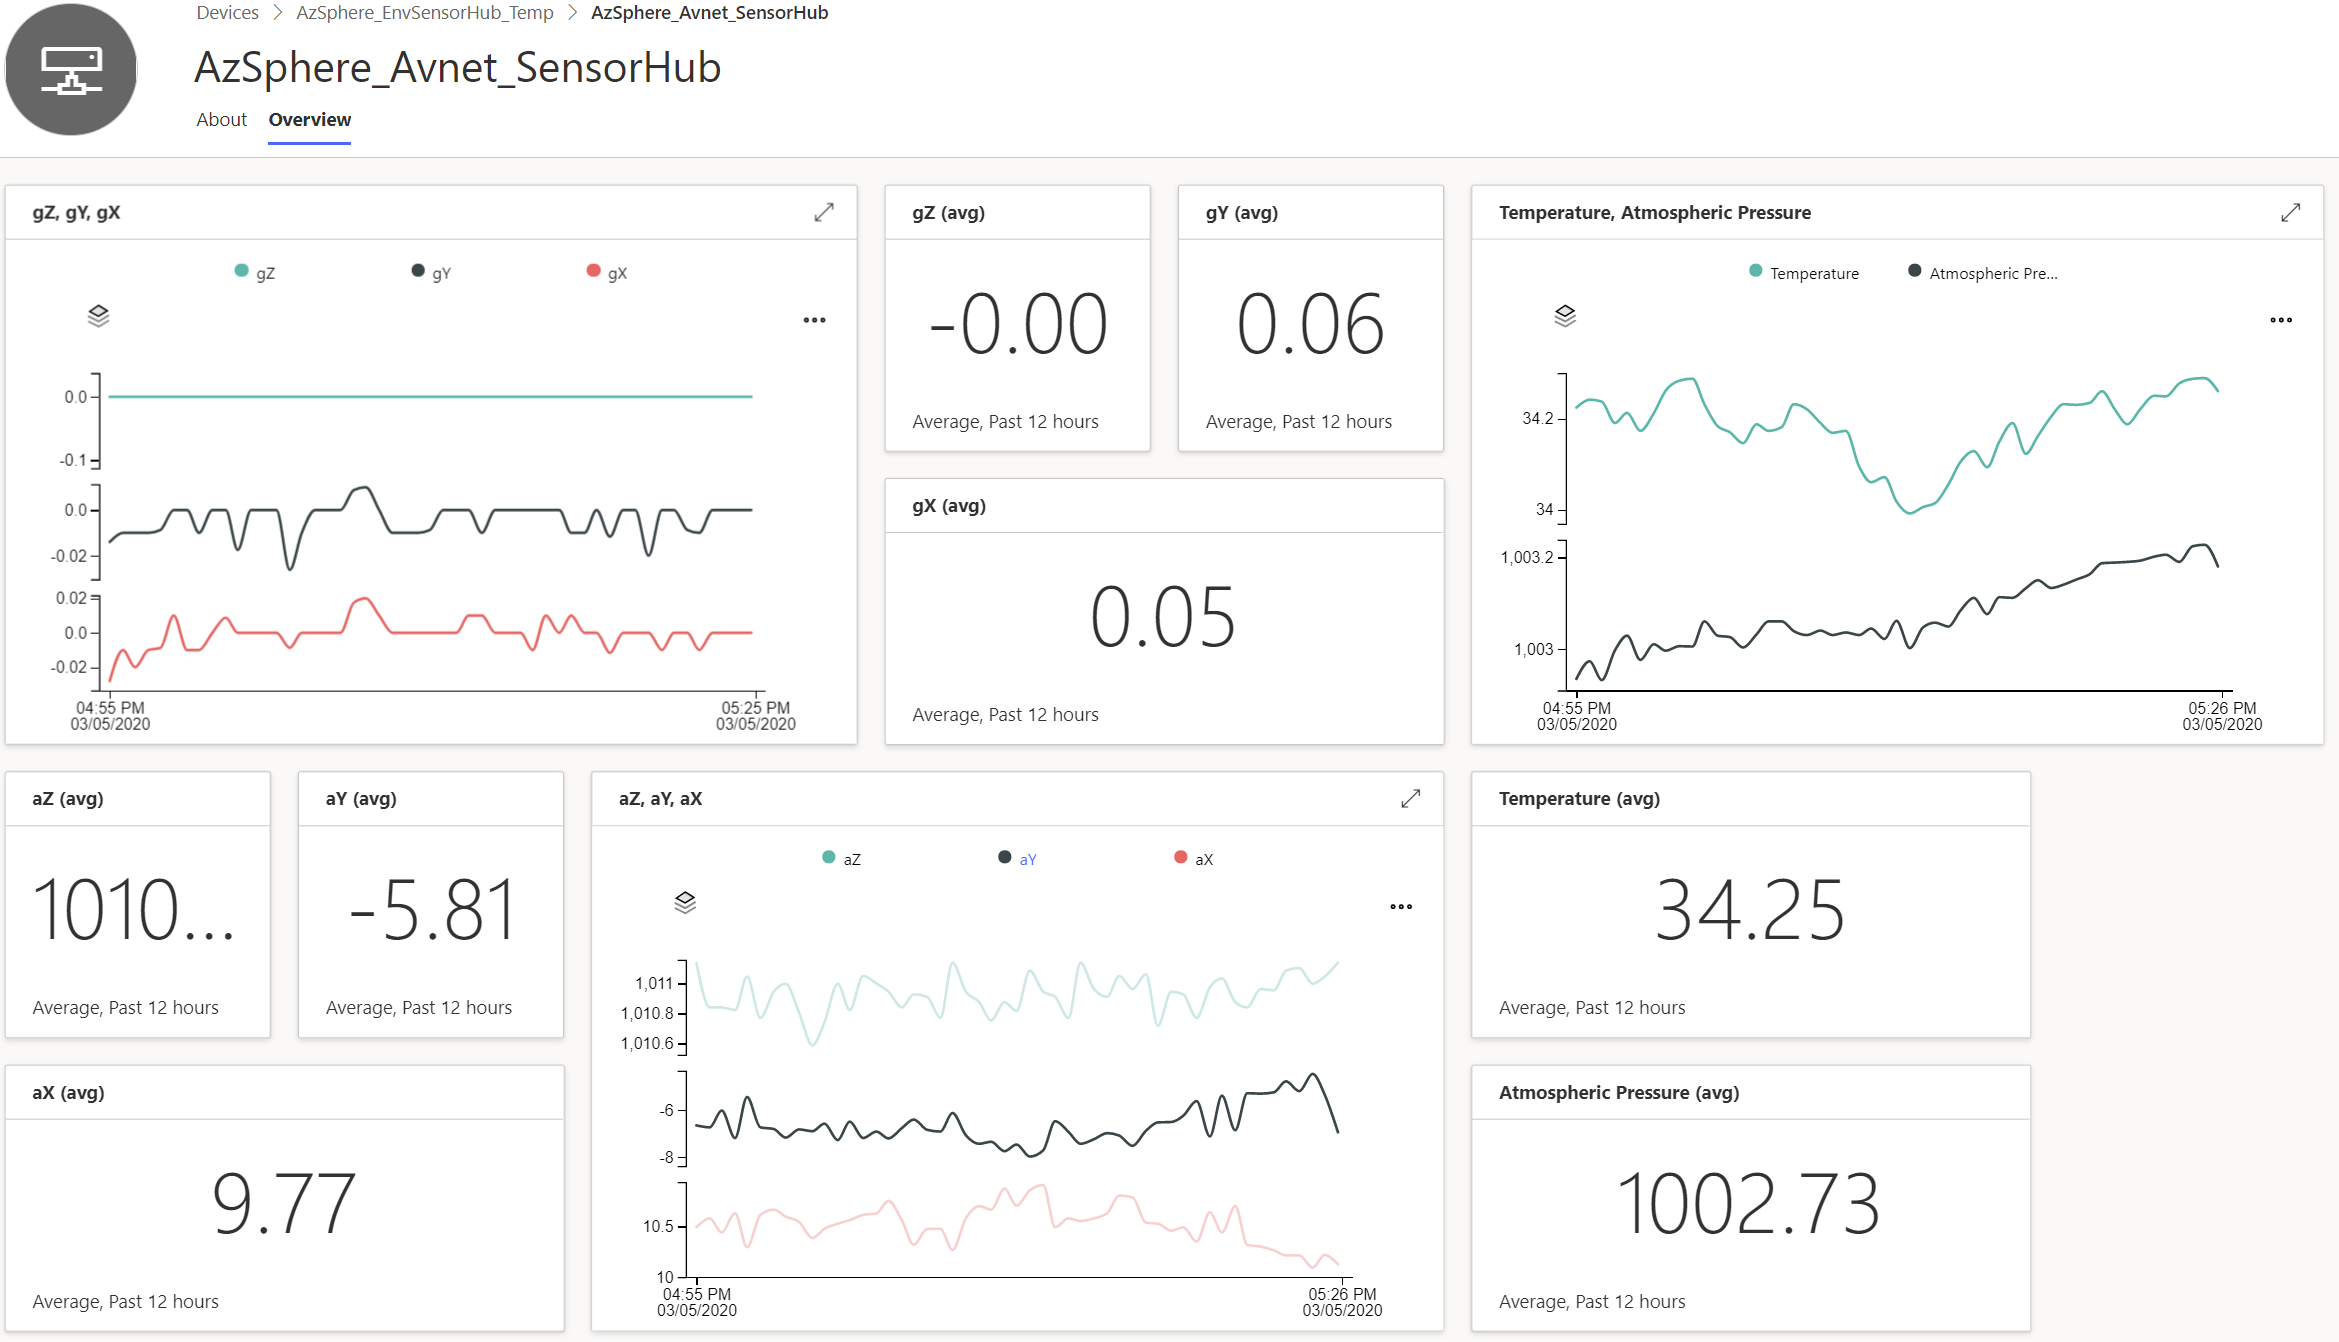 Devices > AzSphere_EnvSensorHub_Temp > AzSphere_Avnet_SensorHub
AzSphere_Avnet_SensorHub
About Overview
gZ, gY, gX
gZ gY gX
0.0
-0.1
0.0
-0.02
0.02
0.0
-0.02
04:55 PM 05:25 PM
03/05/2020 03/05/2020
gZ (avg)
-0.00
Average, Past 12 hours
gY (avg)
0.06
Average, Past 12 hours
gX (avg)
0.05
Average, Past 12 hours
Temperature, Atmospheric Pressure
Temperature Atmospheric Pre...
34.2
34
1,003.2
1,003
04:55 PM 05:26 PM
03/05/2020 03/05/2020
aZ (avg)
1010...
Average, Past 12 hours
aY (avg)
-5.81
Average, Past 12 hours
aX (avg)
9.77
Average, Past 12 hours
aZ, aY, aX
aZ aY aX
1,011
1,010.8
1,010.6
-6
-8
10.5
10
04:55 PM 05:26 PM
03/05/2020 03/05/2020
Temperature (avg)
34.25
Average, Past 12 hours
Atmospheric Pressure (avg)
1002.73
Average, Past 12 hours